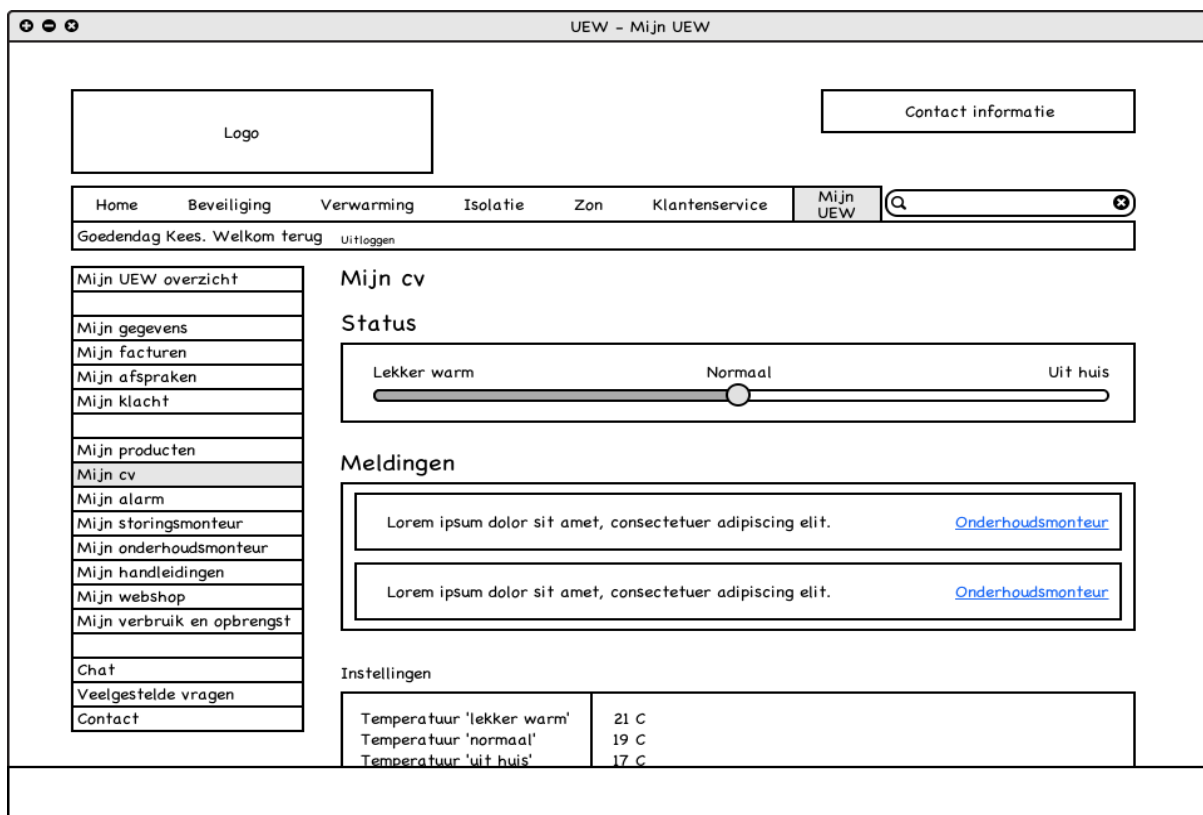 UEW - Mijn UEW
Logo
Contact informatie
Home Beveiliging Verwarming Isolatie Zon Klantenservice Mijn UEW
Goedendag Kees. Welkom terug Uitloggen
Mijn UEW overzicht
Mijn gegevens
Mijn facturen
Mijn afspraken
Mijn klacht
Mijn producten
Mijn cv
Mijn alarm
Mijn storingsmonteur
Mijn onderhoudsmonteur
Mijn handleidingen
Mijn webshop
Mijn verbruik en opbrengst
Chat
Veelgestelde vragen
Contact
Mijn cv
Status
Lekker warm Normaal Uit huis
Meldingen
Lorem ipsum dolor sit amet, consectetuer adipiscing elit. Onderhoudsmonteur
Lorem ipsum dolor sit amet, consectetuer adipiscing elit. Onderhoudsmonteur
Instellingen
Temperatuur 'lekker warm' 21 C
Temperatuur 'normaal' 19 C
Temperatuur 'uit huis' 17 C